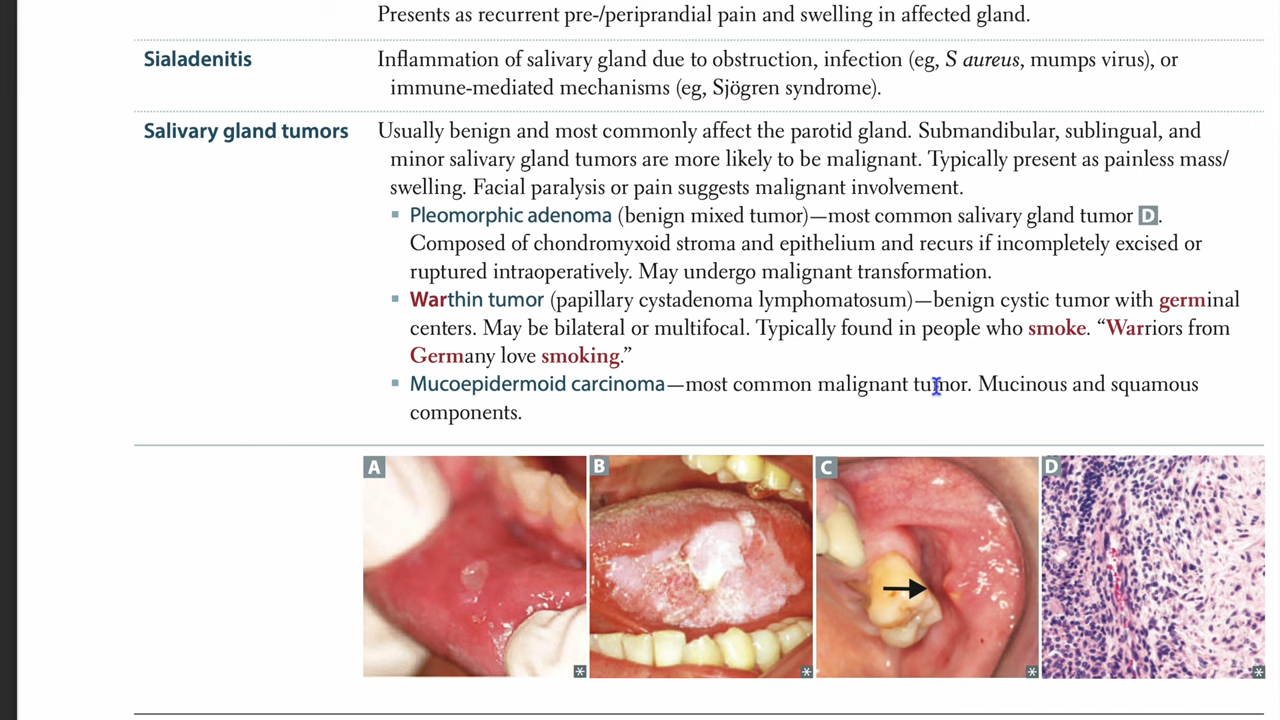 Presents as recurrent pre-/periprandial pain and swelling in affected gland.
Sialadenitis
Inflammation of salivary gland due to obstruction, infection (eg, S aureus, mumps virus), or
immune-mediated mechanisms (eg, Sjögren syndrome).
Salivary gland tumors
Usually benign and most commonly affect the parotid gland. Submandibular, sublingual, and
minor salivary gland tumors are more likely to be malignant. Typically present as painless mass/
swelling. Facial paralysis or pain suggests malignant involvement.
▪ Pleomorphic adenoma (benign mixed tumor)—most common salivary gland tumor D.
Composed of chondromyxoid stroma and epithelium and recurs if incompletely excised or
ruptured intraoperatively. May undergo malignant transformation.
▪ Warthin tumor (papillary cystadenoma lymphomatosum)—benign cystic tumor with germinal
centers. May be bilateral or multifocal. Typically found in people who smoke. “Warriors from
Germany love smoking.”
▪ Mucoepidermoid carcinoma—most common malignant tumor. Mucinous and squamous
components.
A
B
C
D